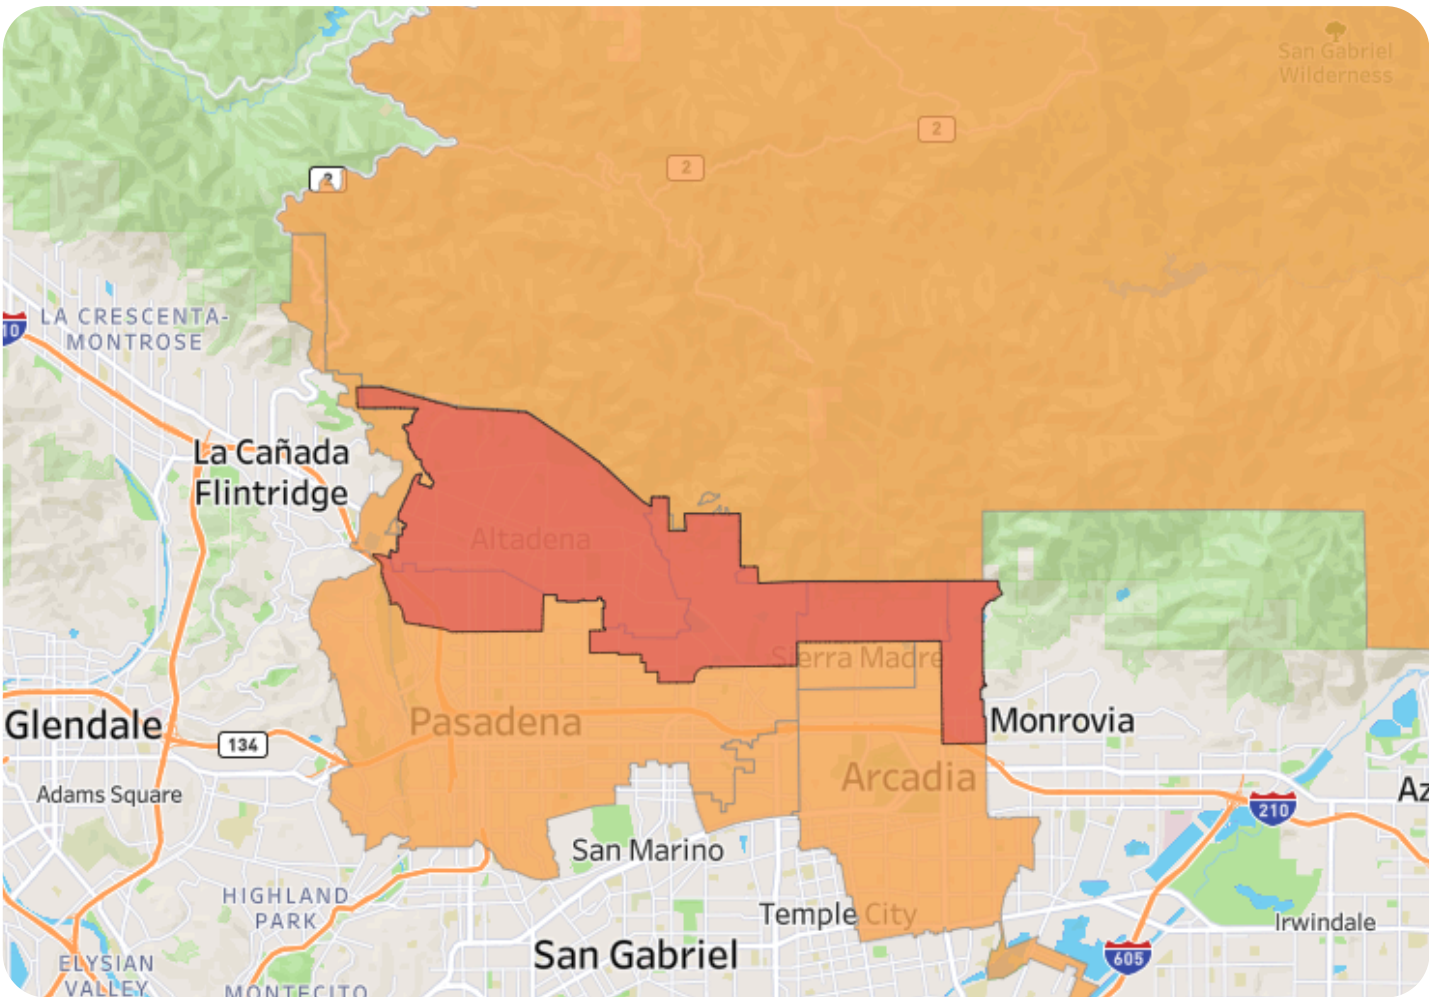 San Gabriel
Wilderness
2
2
2
LA CRESCENTA-
MONTROSE
10
La Cañada
Flintridge
Altadena
Sierra Madre
Pasadena
Monrovia
Glendale
134
Arcadia
Adams Square
Az
210
San Marino
HIGHLAND
PARK
Temple City
Irwindale
San Gabriel
605
ELYSIAN
VALLEY
MONTECITO